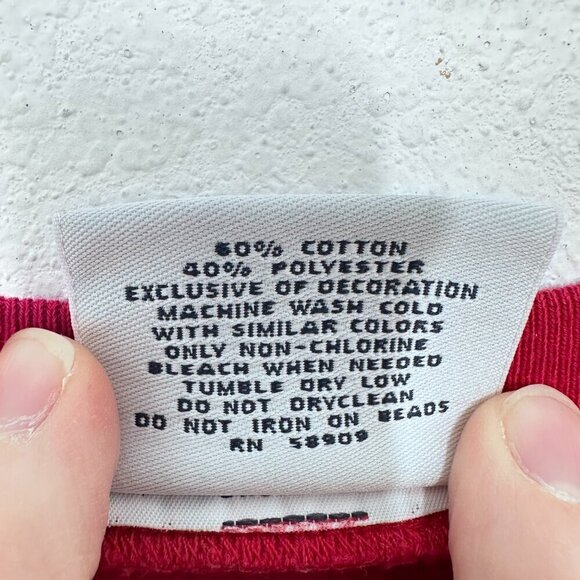 60% COTTON
40% POLYESTER
EXCLUSIVE OF DECORATION
MACHINE WASH COLD
WITH SIMILAR COLORS
ONLY NON-CHLORINE
BLEACH WHEN NEEDED
TUMBLE DRY LOW
DO NOT DRYCLEAN
DO NOT IRON ON BEADS
RN 58909